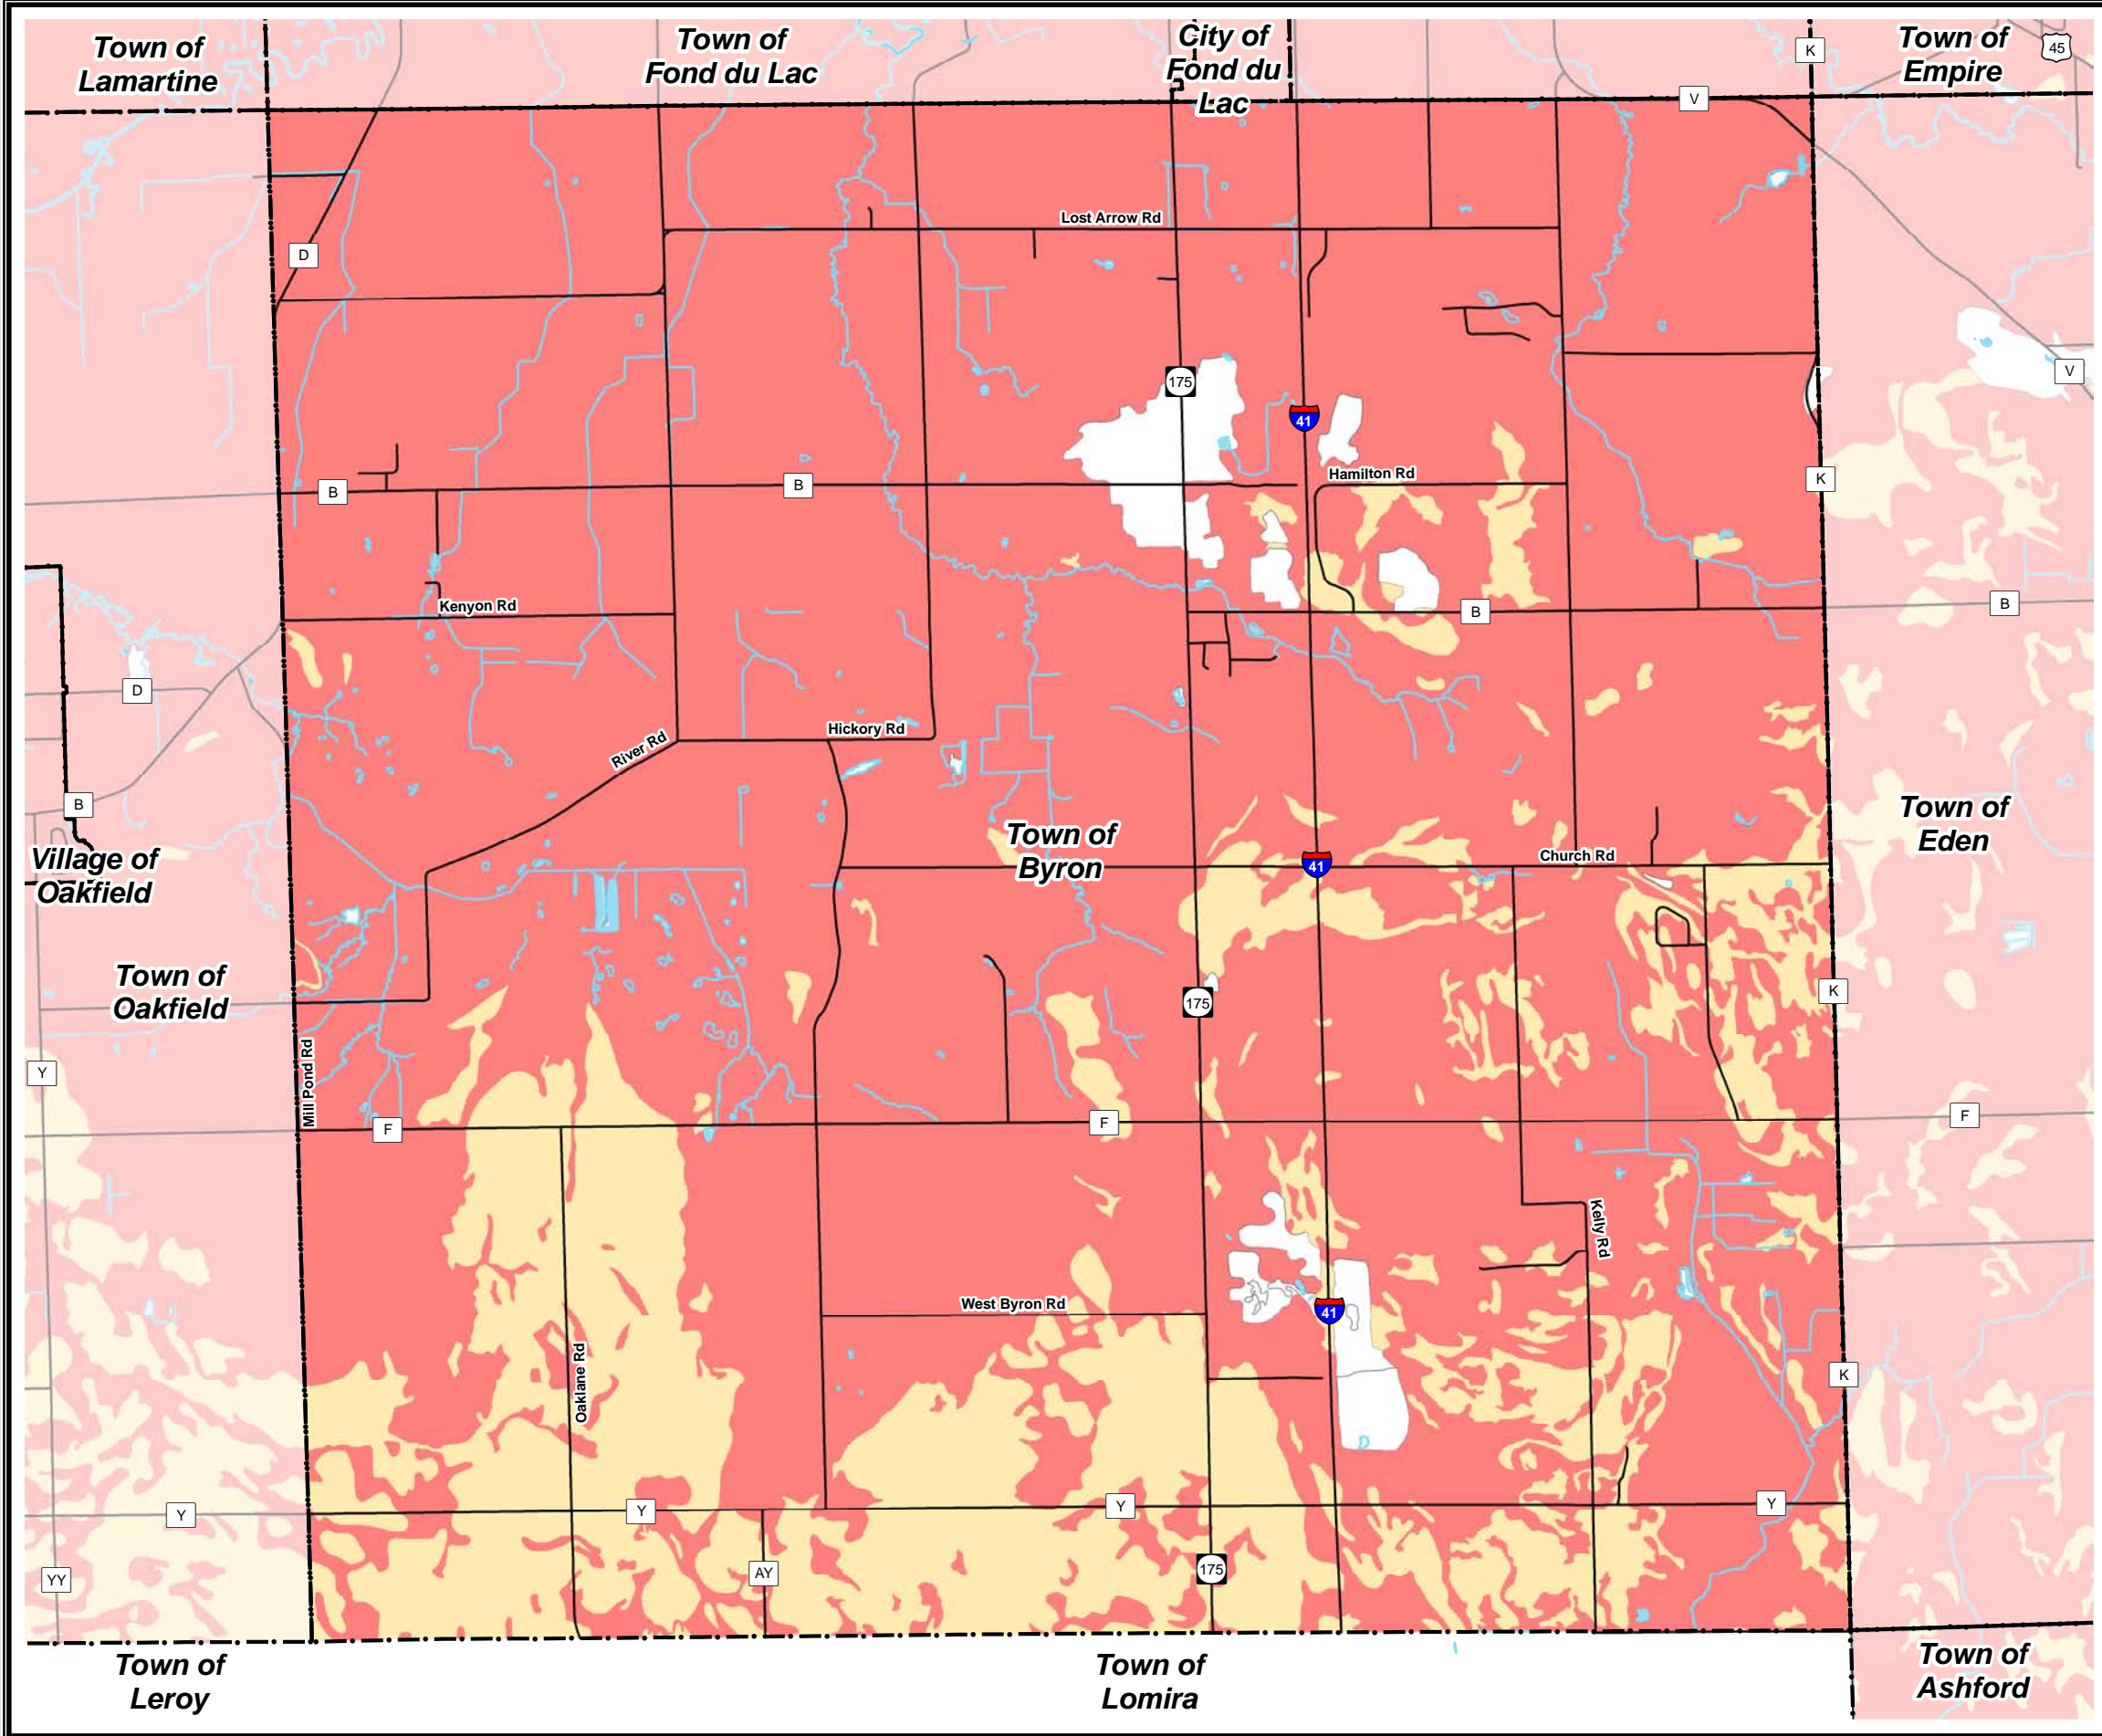 Town of
Lamartine
Town of
Fond du Lac
City of
Fond du
Lac
K
Town of
Empire
45
V
Lost Arrow Rd
D
175
V
41
Hamilton Rd
K
B
B
Kenyon Rd
B
B
D
Hickory Rd
River Rd
B
Town of
Byron
Town of
Eden
Village of
Oakfield
Church Rd
41
Town of
Oakfield
175
K
Y
Mill Pond Rd
F
F
F
Kelly Rd
West Byron Rd
41
Oaklane Rd
K
Y
Y
Y
Y
YY
AY
175
Town of
Leroy
Town of
Lomira
Town of
Ashford